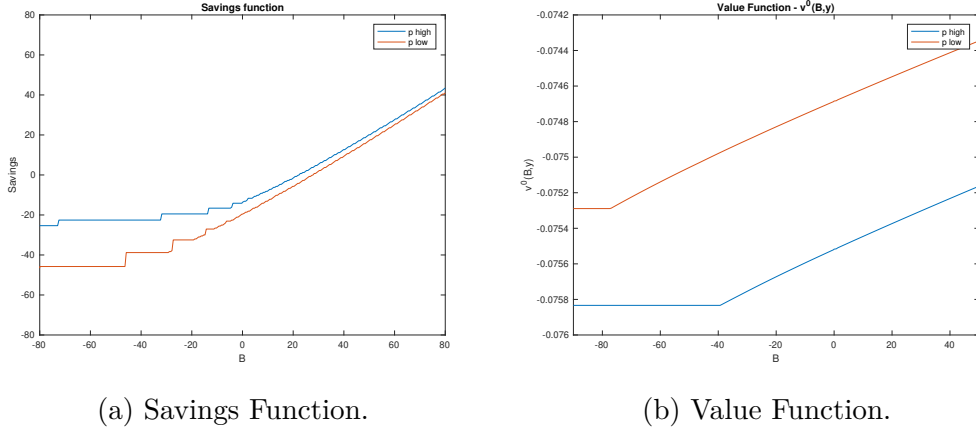 Savings function
p high
p low
80
60
40
20
0
-20
-40
-60
-80
Savings
-80 -60 -40 -20 0 20 40 60 80
B
(a) Savings Function.
Value Function - v⁰(B,y)
p high
p low
-0.0742
-0.0744
-0.0746
-0.0748
-0.075
-0.0752
-0.0754
-0.0756
-0.0758
-0.076
v⁰(B,y)
-80 -60 -40 -20 0 20 40
B
(b) Value Function.